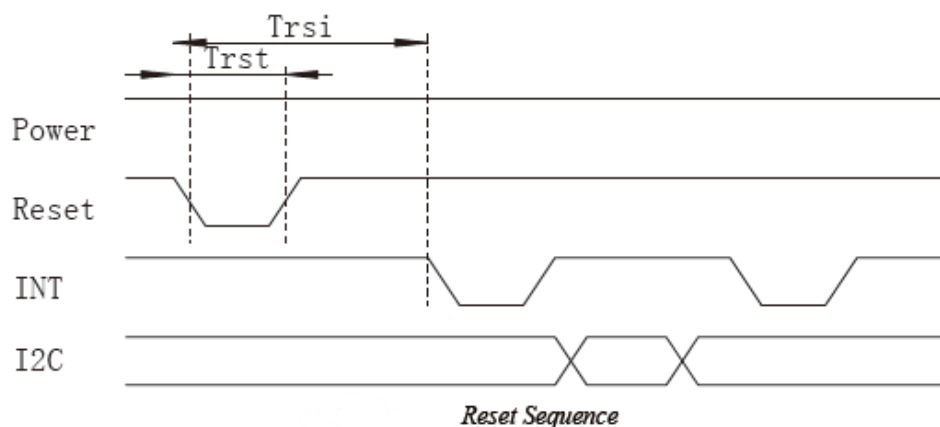 Trsi
Trst
Power
Reset
INT
I2C
Reset Sequence